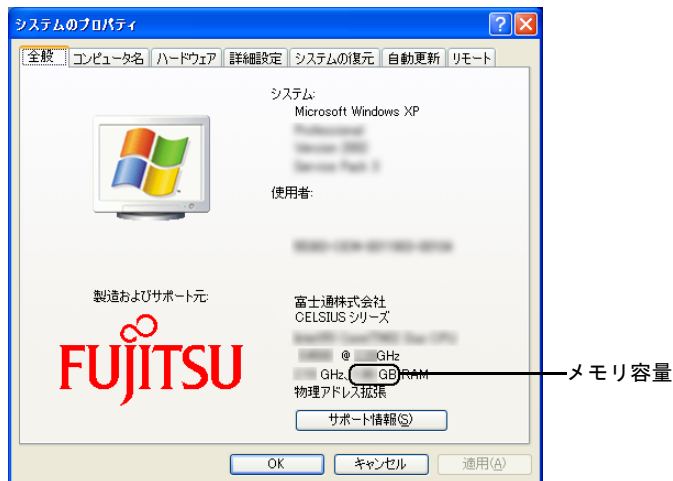 システムのプロパティ
全般 コンピュータ名 ハードウェア 詳細設定 システムの復元 自動更新 リモート
システム:
Microsoft Windows XP
使用者:
製造およびサポート元:
FUJITSU
富士通株式会社
CELSIUS シリーズ
@ GHz
GHz、 GB RAM
メモリ容量
物理アドレス拡張
サポート情報(S)
OK キャンセル 適用(A)